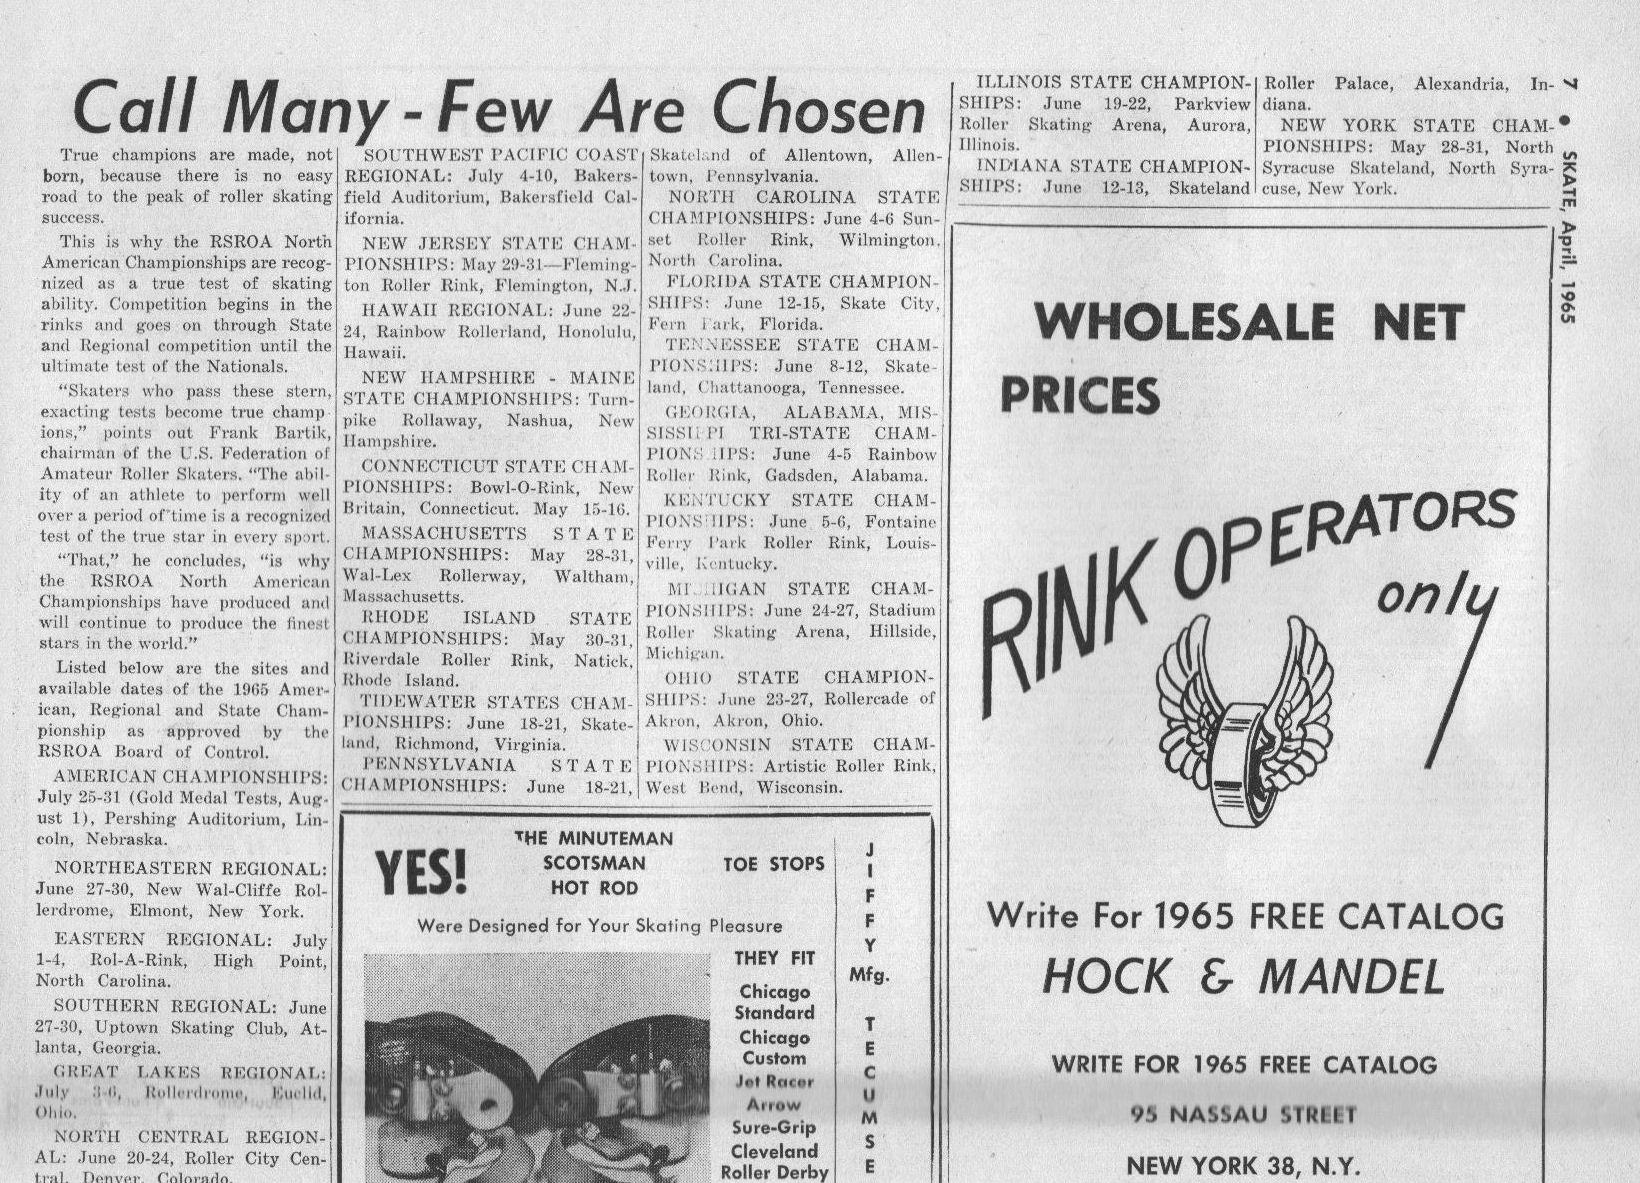 Call Many - Few Are Chosen
True champions are made, not
born, because there is no easy
road to the peak of roller skating
success.
This is why the RSROA North
American Championships are recog-
nized as a true test of skating
ability. Competition begins in the
rinks and goes on through State
and Regional competition until the
ultimate test of the Nationals.
“Skaters who pass these stern,
exacting tests become true champ-
ions,” points out Frank Bartik,
chairman of the U.S. Federation of
Amateur Roller Skaters. “The abil-
ity of an athlete to perform well
over a period of time is a recognized
test of the true star in every sport.
“That,” he concludes, “is why
the RSROA North American
Championships have produced and
will continue to produce the finest
stars in the world.”
Listed below are the sites and
available dates of the 1965 Amer-
ican, Regional and State Cham-
pionship as approved by the
RSROA Board of Control.
AMERICAN CHAMPIONSHIPS:
July 25-31 (Gold Medal Tests, Aug-
ust 1), Pershing Auditorium, Lin-
coln, Nebraska.
NORTHEASTERN REGIONAL:
June 27-30, New Wal-Cliffe Rol-
lerdrome, Elmont, New York.
EASTERN REGIONAL: July
1-4, Rol-A-Rink, High Point,
North Carolina.
SOUTHERN REGIONAL: June
27-30, Uptown Skating Club, At-
lanta, Georgia.
GREAT LAKES REGIONAL:
July 3-6, Rollerdrome, Euclid,
Ohio.
NORTH CENTRAL REGION-
AL: June 20-24, Roller City Cen-
tral, Denver, Colorado.
SOUTHWEST PACIFIC COAST
REGIONAL: July 4-10, Bakers-
field Auditorium, Bakersfield Cal-
ifornia.
NEW JERSEY STATE CHAM-
PIONSHIPS: May 29-31—Fleming-
ton Roller Rink, Flemington, N.J.
HAWAII REGIONAL: June 22-
24, Rainbow Rollerland, Honolulu,
Hawaii.
NEW HAMPSHIRE - MAINE
STATE CHAMPIONSHIPS: Turn-
pike Rollaway, Nashua, New
Hampshire.
CONNECTICUT STATE CHAM-
PIONSHIPS: Bowl-O-Rink, New
Britain, Connecticut. May 15-16.
MASSACHUSETTS STATE
CHAMPIONSHIPS: May 28-31,
Wal-Lex Rollerway, Waltham,
Massachusetts.
RHODE ISLAND STATE
CHAMPIONSHIPS: May 30-31,
Riverdale Roller Rink, Natick,
Rhode Island.
TIDEWATER STATES CHAM-
PIONSHIPS: June 18-21, Skate-
land, Richmond, Virginia.
PENNSYLVANIA STATE
CHAMPIONSHIPS: June 18-21,
Skateland of Allentown, Allen-
town, Pennsylvania.
NORTH CAROLINA STATE
CHAMPIONSHIPS: June 4-6 Sun-
set Roller Rink, Wilmington,
North Carolina.
FLORIDA STATE CHAMPION-
SHIPS: June 12-15, Skate City,
Fern Park, Florida.
TENNESSEE STATE CHAM-
PIONSHIPS: June 8-12, Skate-
land, Chattanooga, Tennessee.
GEORGIA, ALABAMA, MIS-
SISSIPPI TRI-STATE CHAM-
PIONSHIPS: June 4-5 Rainbow
Roller Rink, Gadsden, Alabama.
KENTUCKY STATE CHAM-
PIONSHIPS: June 5-6, Fontaine
Ferry Park Roller Rink, Louis-
ville, Kentucky.
MICHIGAN STATE CHAM-
PIONSHIPS: June 24-27, Stadium
Roller Skating Arena, Hillside,
Michigan.
OHIO STATE CHAMPION-
SHIPS: June 23-27, Rollercade of
Akron, Akron, Ohio.
WISCONSIN STATE CHAM-
PIONSHIPS: Artistic Roller Rink,
West Bend, Wisconsin.
ILLINOIS STATE CHAMPION-
SHIPS: June 19-22, Parkview
Roller Skating Arena, Aurora,
Illinois.
INDIANA STATE CHAMPION-
SHIPS: June 12-13, Skateland
Roller Palace, Alexandria, In-
diana.
NEW YORK STATE CHAM-
PIONSHIPS: May 28-31, North
Syracuse Skateland, North Syra-
cuse, New York.
7 • SKATE, April, 1965
YES!
THE MINUTEMAN
SCOTSMAN
HOT ROD
TOE STOPS
Were Designed for Your Skating Pleasure
THEY FIT
Chicago
Standard
Chicago
Custom
Jet Racer
Arrow
Sure-Grip
Cleveland
Roller Derby
JIFFY
Mfg.
TECUMSE
WHOLESALE NET
PRICES
RINK OPERATORS
only
Write For 1965 FREE CATALOG
HOCK & MANDEL
WRITE FOR 1965 FREE CATALOG
95 NASSAU STREET
NEW YORK 38, N.Y.